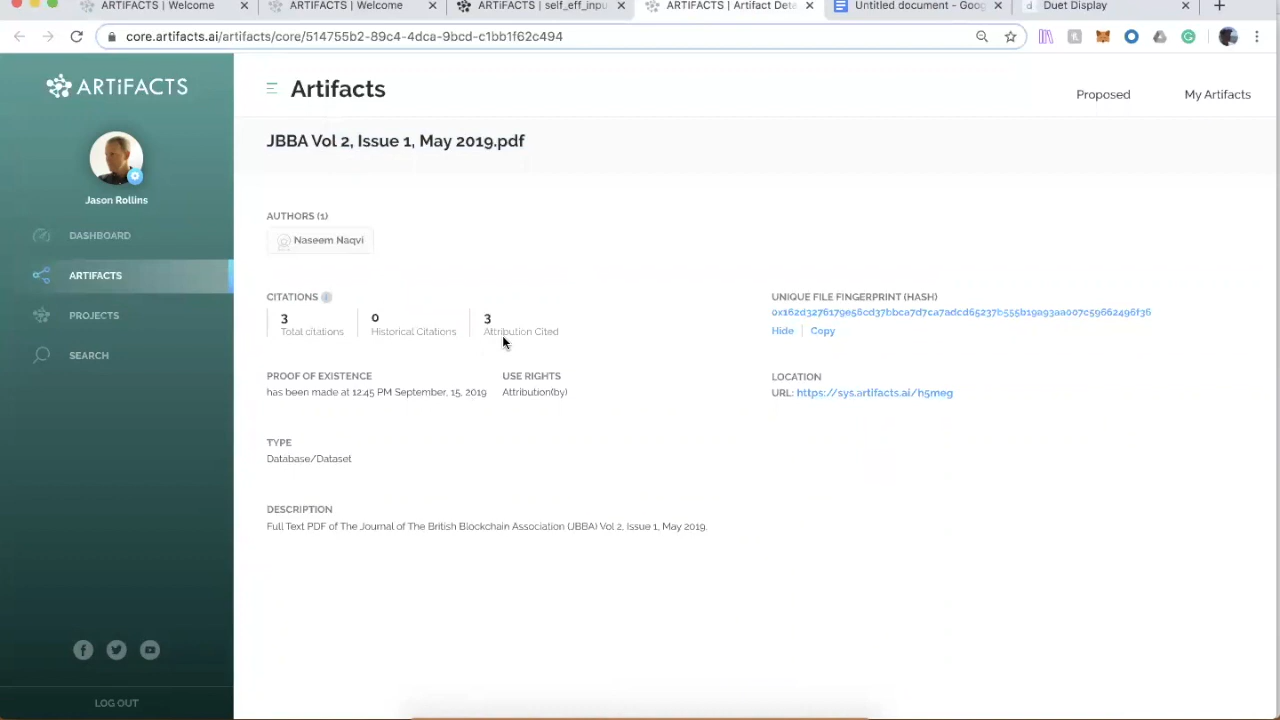 ARTIFACTS | Welcome
ARTIFACTS | Welcome
ARTIFACTS | self_eff_inpu
ARTIFACTS | Artifact Deta
Untitled document - Goog
Duet Display
core.artifacts.ai/artifacts/core/514755b2-89c4-4dca-9bcd-c1bb1f62c494
ARTiFACTS
Artifacts
Proposed
My Artifacts
JBBA Vol 2, Issue 1, May 2019.pdf
Jason Rollins
DASHBOARD
ARTIFACTS
PROJECTS
SEARCH
AUTHORS (1)
Naseem Naqvi
CITATIONS i
3
Total citations
0
Historical Citations
3
Attribution Cited
UNIQUE FILE FINGERPRINT (HASH)
Hide
Copy
PROOF OF EXISTENCE
has been made at 12:45 PM September, 15, 2019
USE RIGHTS
Attribution(by)
LOCATION
URL: https://sys.artifacts.ai/h5meg
TYPE
Database/Dataset
DESCRIPTION
Full Text PDF of The Journal of The British Blockchain Association (JBBA) Vol 2, Issue 1, May 2019.
LOG OUT